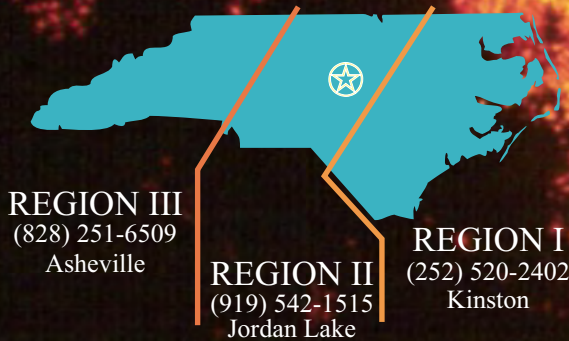 REGION III
(828) 251-6509
Asheville
REGION II
(919) 542-1515
Jordan Lake
REGION I
(252) 520-2402
Kinston